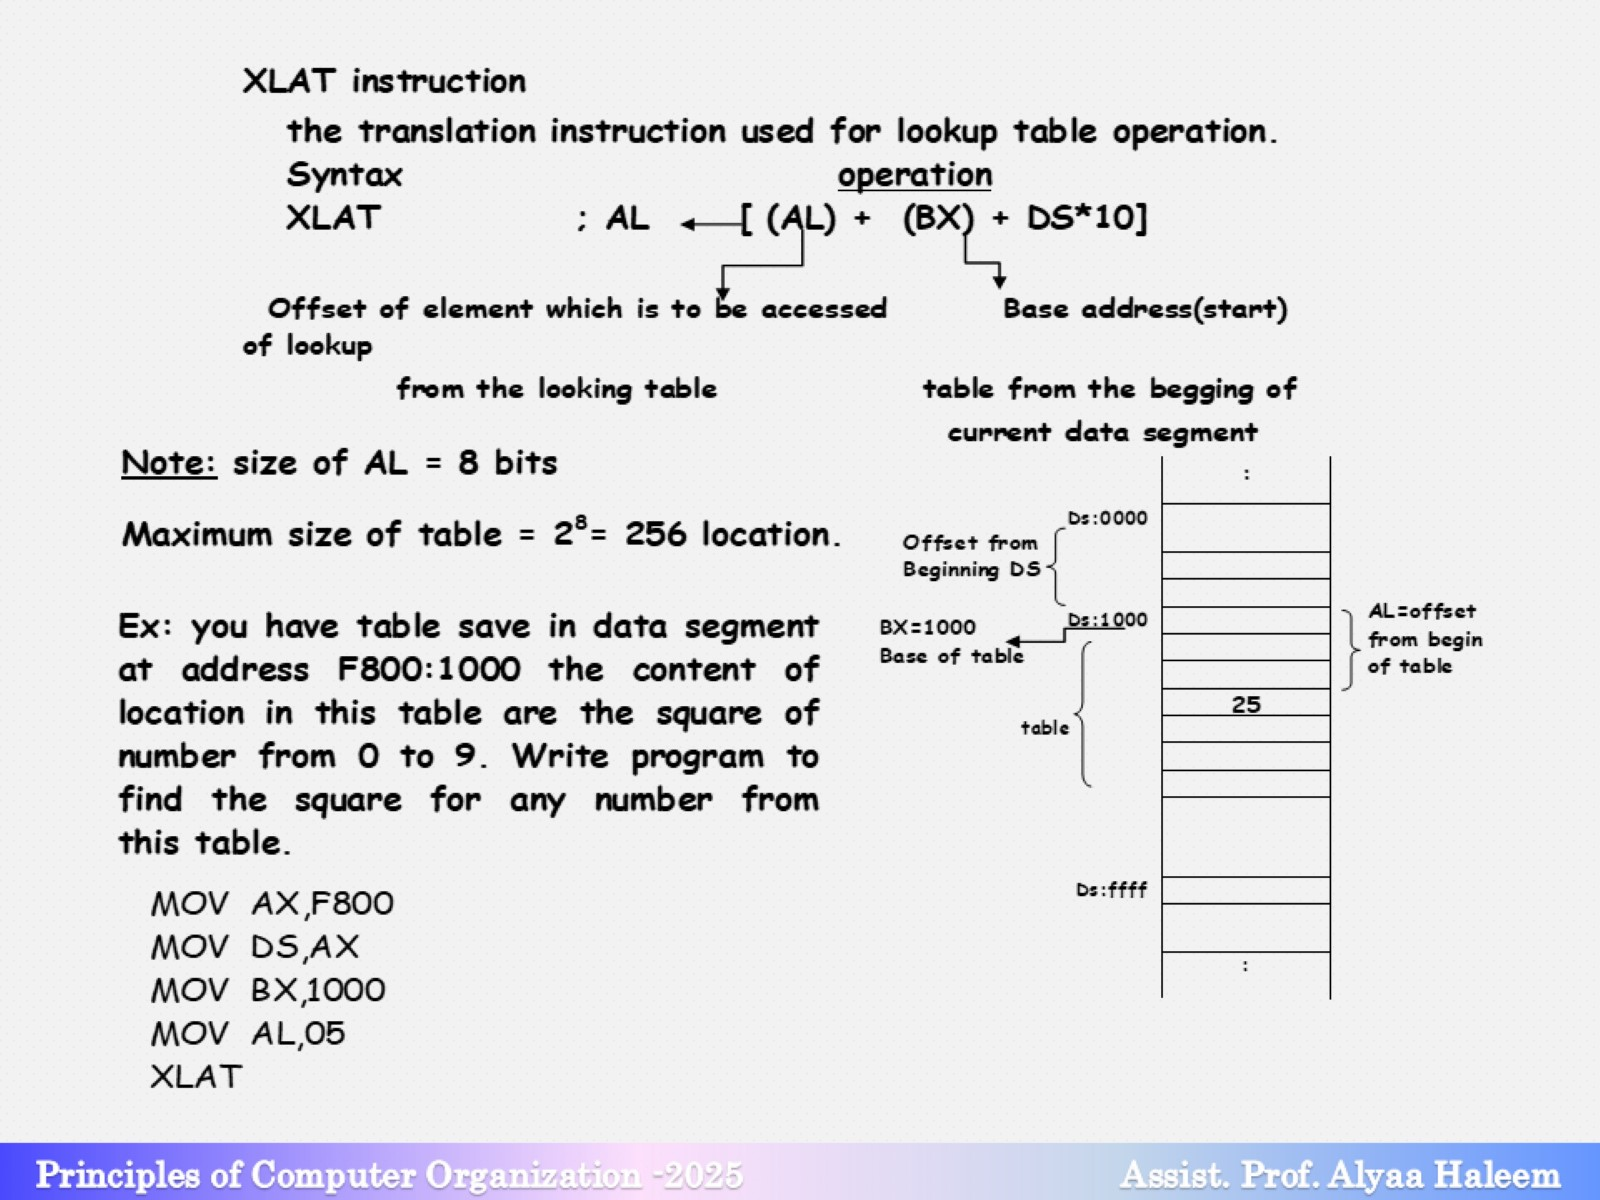 XLAT instruction
the translation instruction used for lookup table operation.
Syntax operation
XLAT ; AL [ (AL) + (BX) + DS*10]
Offset of element which is to be accessed Base address(start)
of lookup
from the looking table table from the begging of
current data segment
Note: size of AL = 8 bits
Maximum size of table = 2⁸= 256 location.
Ex: you have table save in data segment
at address F800:1000 the content of
location in this table are the square of
number from 0 to 9. Write program to
find the square for any number from
this table.
MOV AX,F800
MOV DS,AX
MOV BX,1000
MOV AL,05
XLAT
:
Ds:0000
Offset from
Beginning DS
Ds:1000
BX=1000
Base of table
AL=offset
from begin
of table
25
table
Ds:ffff
:
Principles of Computer Organization -2025 Assist. Prof. Alyaa Haleem